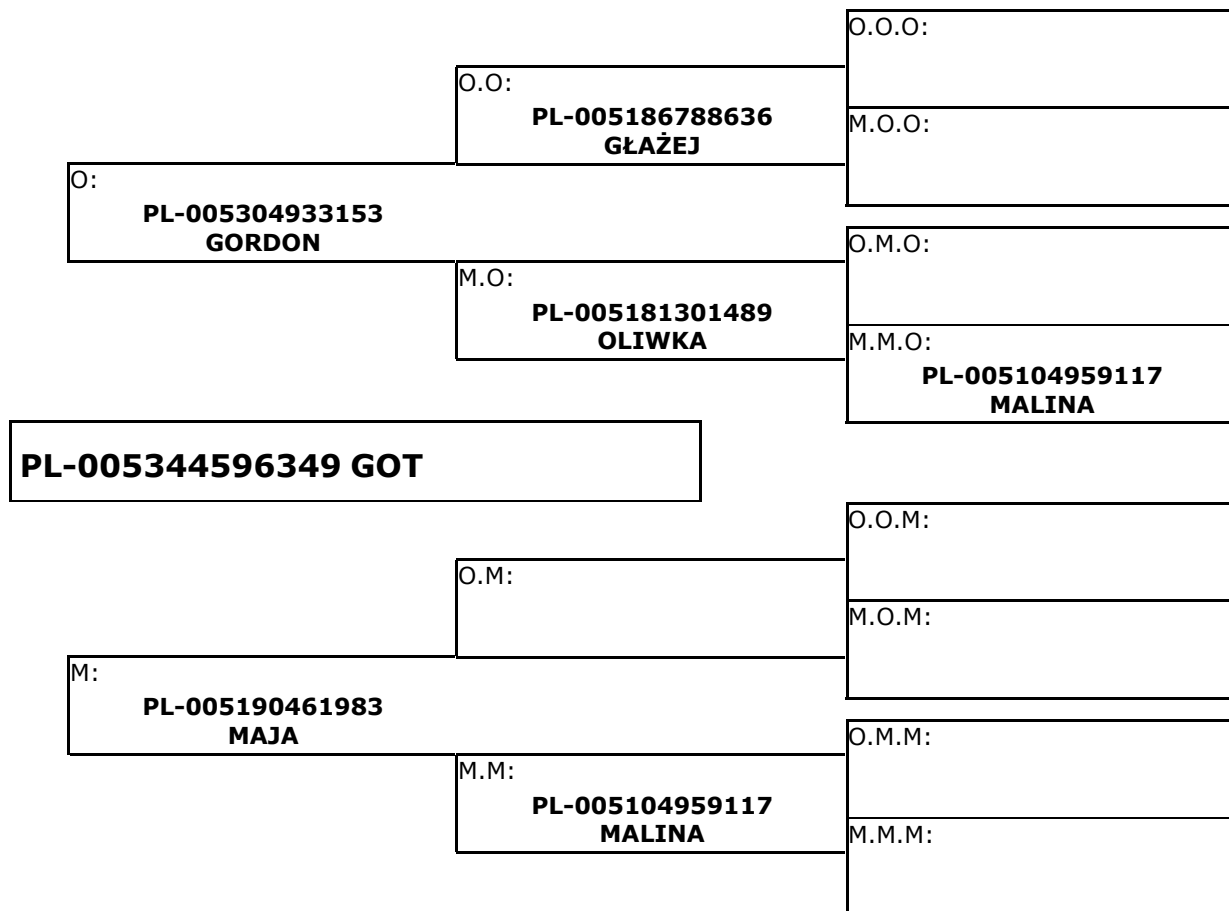 O.O.O:
O.O:
PL-005186788636
GŁAŻEJ
M.O.O:
O:
PL-005304933153
GORDON
O.M.O:
M.O:
PL-005181301489
OLIWKA
M.M.O:
PL-005104959117
MALINA
PL-005344596349 GOT
O.O.M:
O.M:
M.O.M:
M:
PL-005190461983
MAJA
O.M.M:
M.M:
PL-005104959117
MALINA
M.M.M: